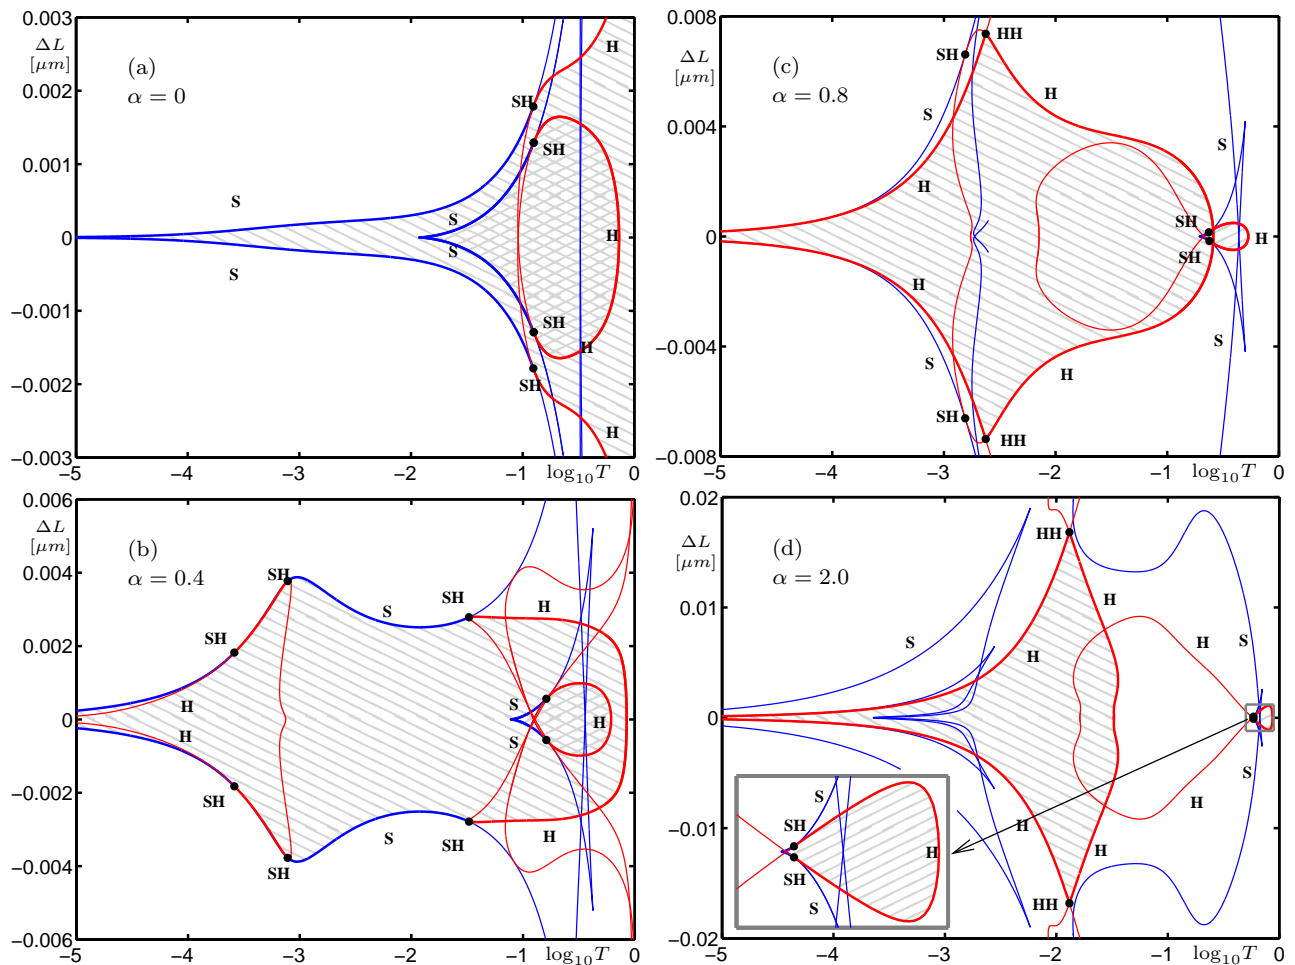 0.003
ΔL
[μm]
0.002
0.001
0
−0.001
−0.002
−0.003
−5
−4
−3
−2
−1
log₁₀T
0
(a)
α = 0
S
S
S
S
SH
SH
SH
SH
H
H
H
H
0.008
ΔL
[μm]
0.004
0
−0.004
−0.008
−5
−4
−3
−2
−1
log₁₀T
0
(c)
α = 0.8
SH
HH
S
H
H
S
SH
HH
H
H
S
SH
SH
H
S
0.006
ΔL
[μm]
0.004
0.002
0
−0.002
−0.004
−0.006
−5
−4
−3
−2
−1
log₁₀T
0
(b)
α = 0.4
SH
SH
H
H
SH
SH
S
S
SH
SH
H
H
S
S
H
0.02
ΔL
[μm]
0.01
0
−0.01
−0.02
−5
−4
−3
−2
−1
log₁₀T
0
(d)
α = 2.0
HH
S
H
H
H
S
H
S
H
H
HH
S
SH
SH
S
H